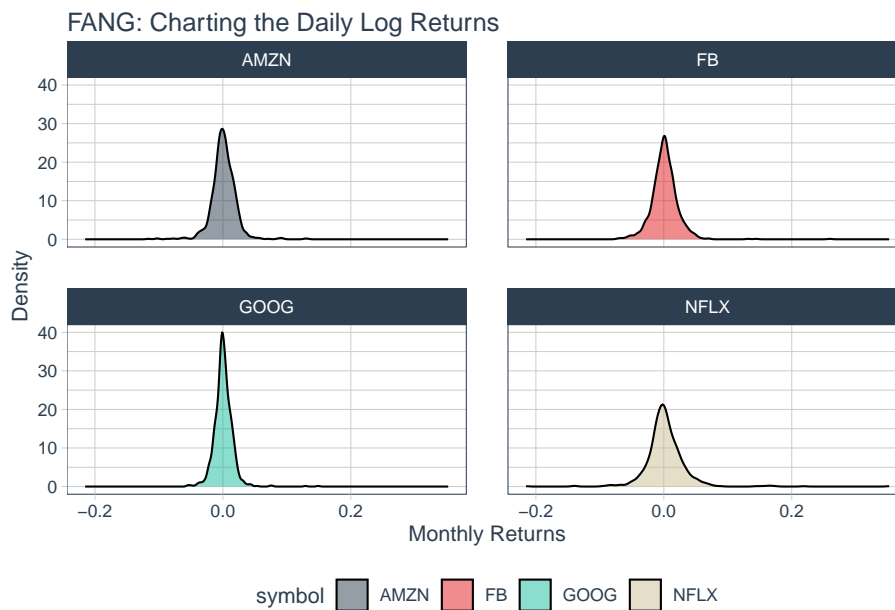 FANG: Charting the Daily Log Returns
AMZN
FB
40
30
20
10
0
GOOG
NFLX
40
30
20
10
0
−0.2
0.0
0.2
−0.2
0.0
0.2
Density
Monthly Returns
symbol AMZN FB GOOG NFLX